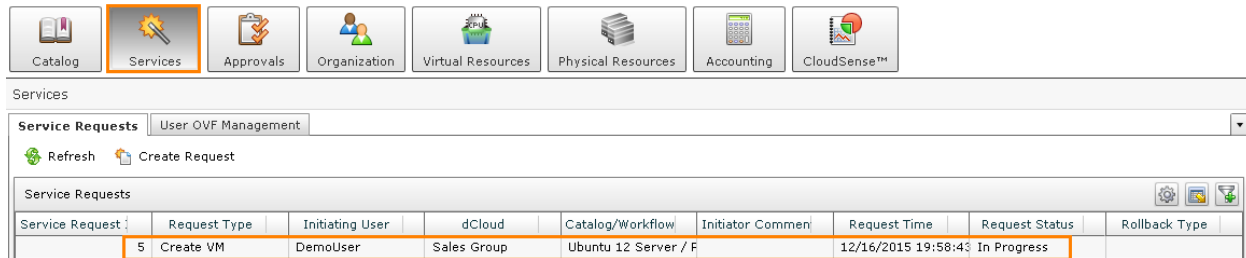 CPU
Catalog Services Approvals Organization Virtual Resources Physical Resources Accounting CloudSense™
Services
Service Requests User OVF Management
Refresh Create Request
Service Requests
Service Request Request Type Initiating User dCloud Catalog/Workflow Initiator Commen Request Time Request Status Rollback Type
5 Create VM DemoUser Sales Group Ubuntu 12 Server / 12/16/2015 19:58:43 In Progress